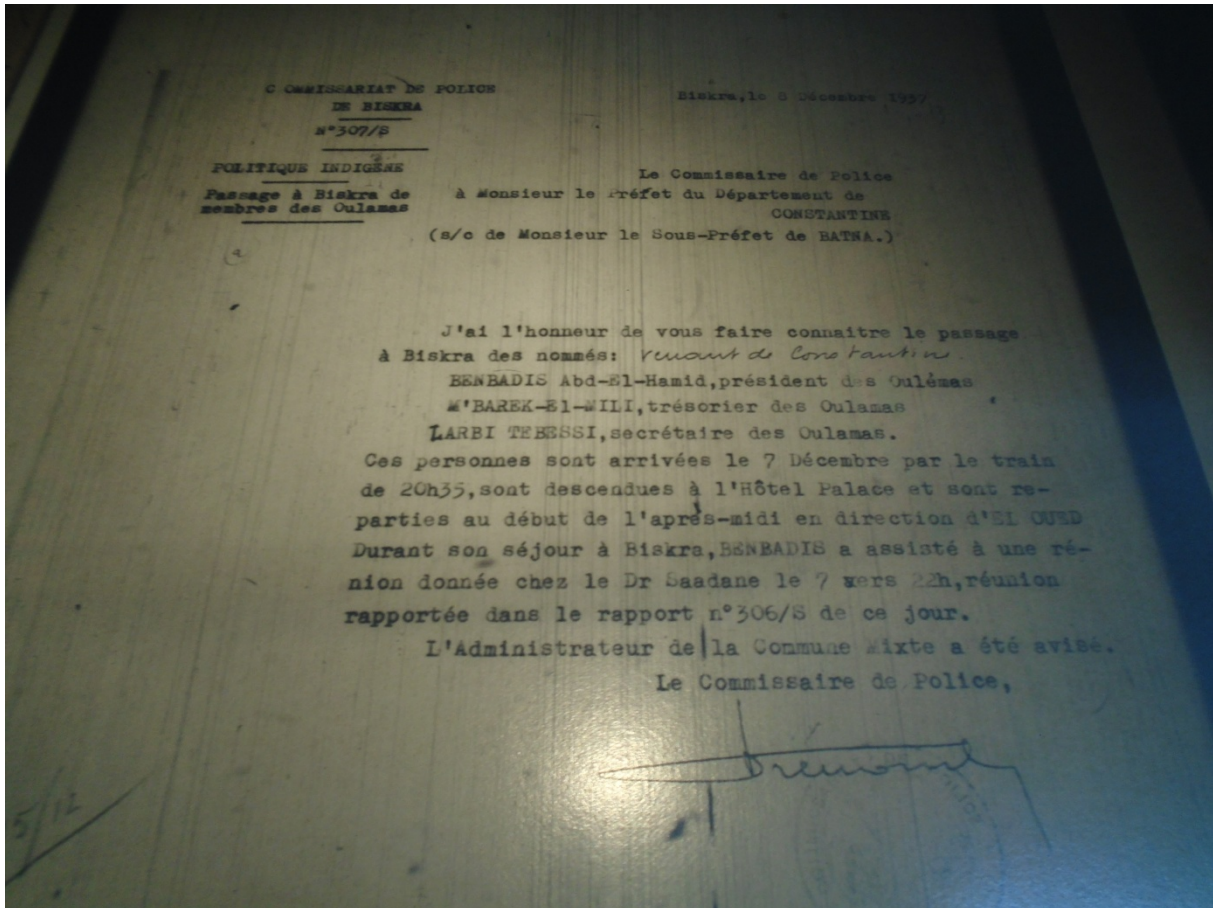 C OMMISSARIAT DE POLICE
DE BISKRA
N°307/S
Biskra,le 8 Décembre 1937
POLITIQUE INDIGÈNE
Passage à Biskra de
membres des Oulamas
Le Commissaire de Police
à Monsieur le Préfet du Département de
CONSTANTINE
(s/c de Monsieur le Sous-Préfet de BATNA.)
J'ai l'honneur de vous faire connaitre le passage
à Biskra des nommés: venant de Constantine.
BENBADIS Abd-El-Hamid,président des Oulémas
M'BAREK-El-MILI,trésorier des Oulamas
LARBI TEBESSI,secrétaire des Oulamas.
Ces personnes sont arrivées le 7 Décembre par le train
de 20h35,sont descendues à l'Hôtel Palace et sont re-
parties au début de l'après-midi en direction d'El OUED
Durant son séjour à Biskra,BENBADIS a assisté à une ré-
nion donnée chez le Dr Saadane le 7 vers 22h,réunion
rapportée dans le rapport n°306/S de ce jour.
L'Administrateur de la Commune Mixte a été avisé.
Le Commissaire de Police,
5/12